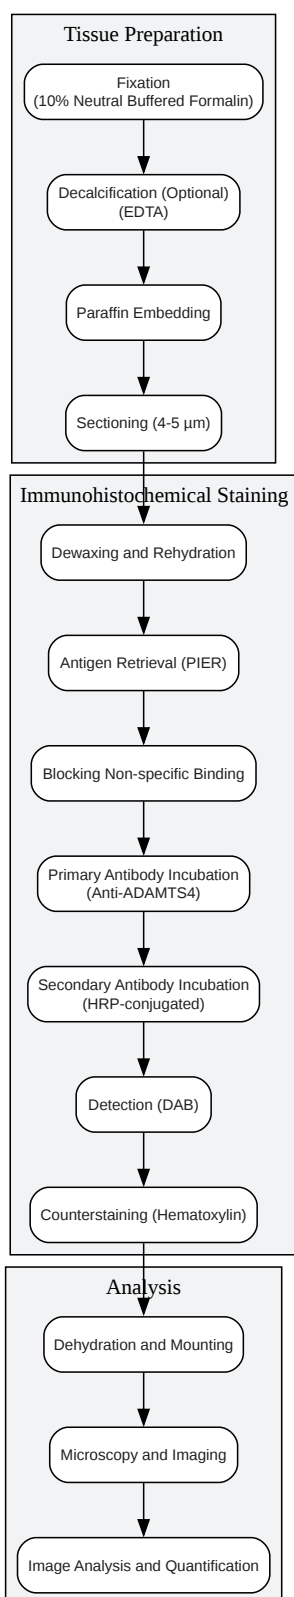 Tissue Preparation
Fixation
(10% Neutral Buffered Formalin)
Decalcification (Optional)
(EDTA)
Paraffin Embedding
Sectioning (4-5 µm)
Immunohistochemical Staining
Dewaxing and Rehydration
Antigen Retrieval (PIER)
Blocking Non-specific Binding
Primary Antibody Incubation
(Anti-ADAMTS4)
Secondary Antibody Incubation
(HRP-conjugated)
Detection (DAB)
Counterstaining (Hematoxylin)
Analysis
Dehydration and Mounting
Microscopy and Imaging
Image Analysis and Quantification